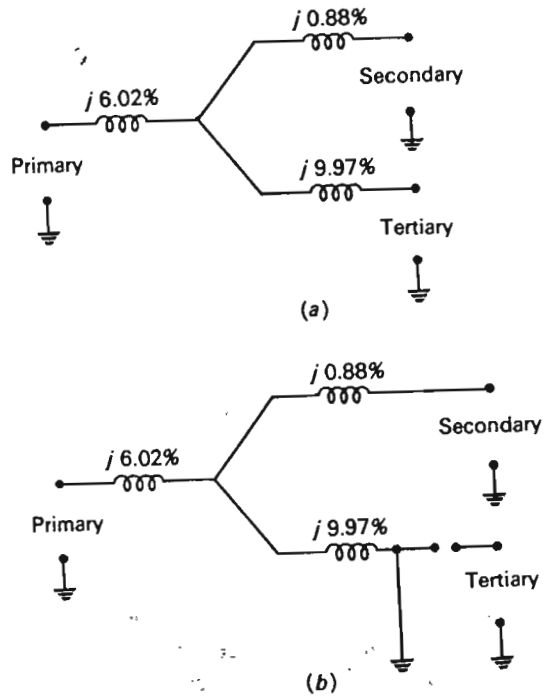 j 0.88%
Secondary
j 6.02%
Primary
j 9.97%
Tertiary
(a)
j 0.88%
Secondary
j 6.02%
Primary
j 9.97%
Tertiary
(b)